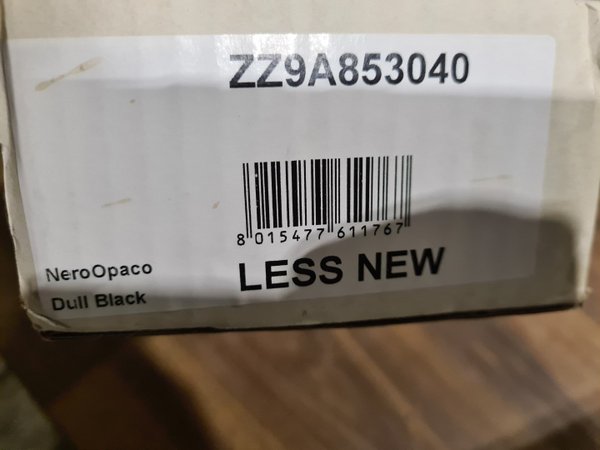 ZZ9A853040
8 015477 611767
NeroOpaco
LESS NEW
Dull Black